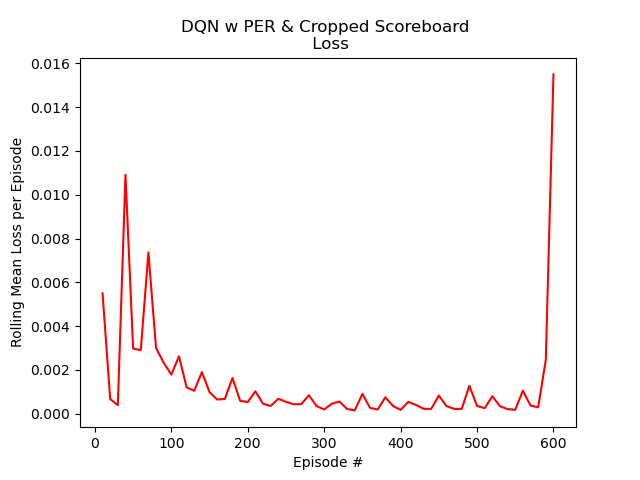 DQN w PER & Cropped Scoreboard
Loss
0.016
0.014
0.012
0.010
0.008
0.006
0.004
0.002
0.000
Rolling Mean Loss per Episode
0 100 200 300 400 500 600
Episode #